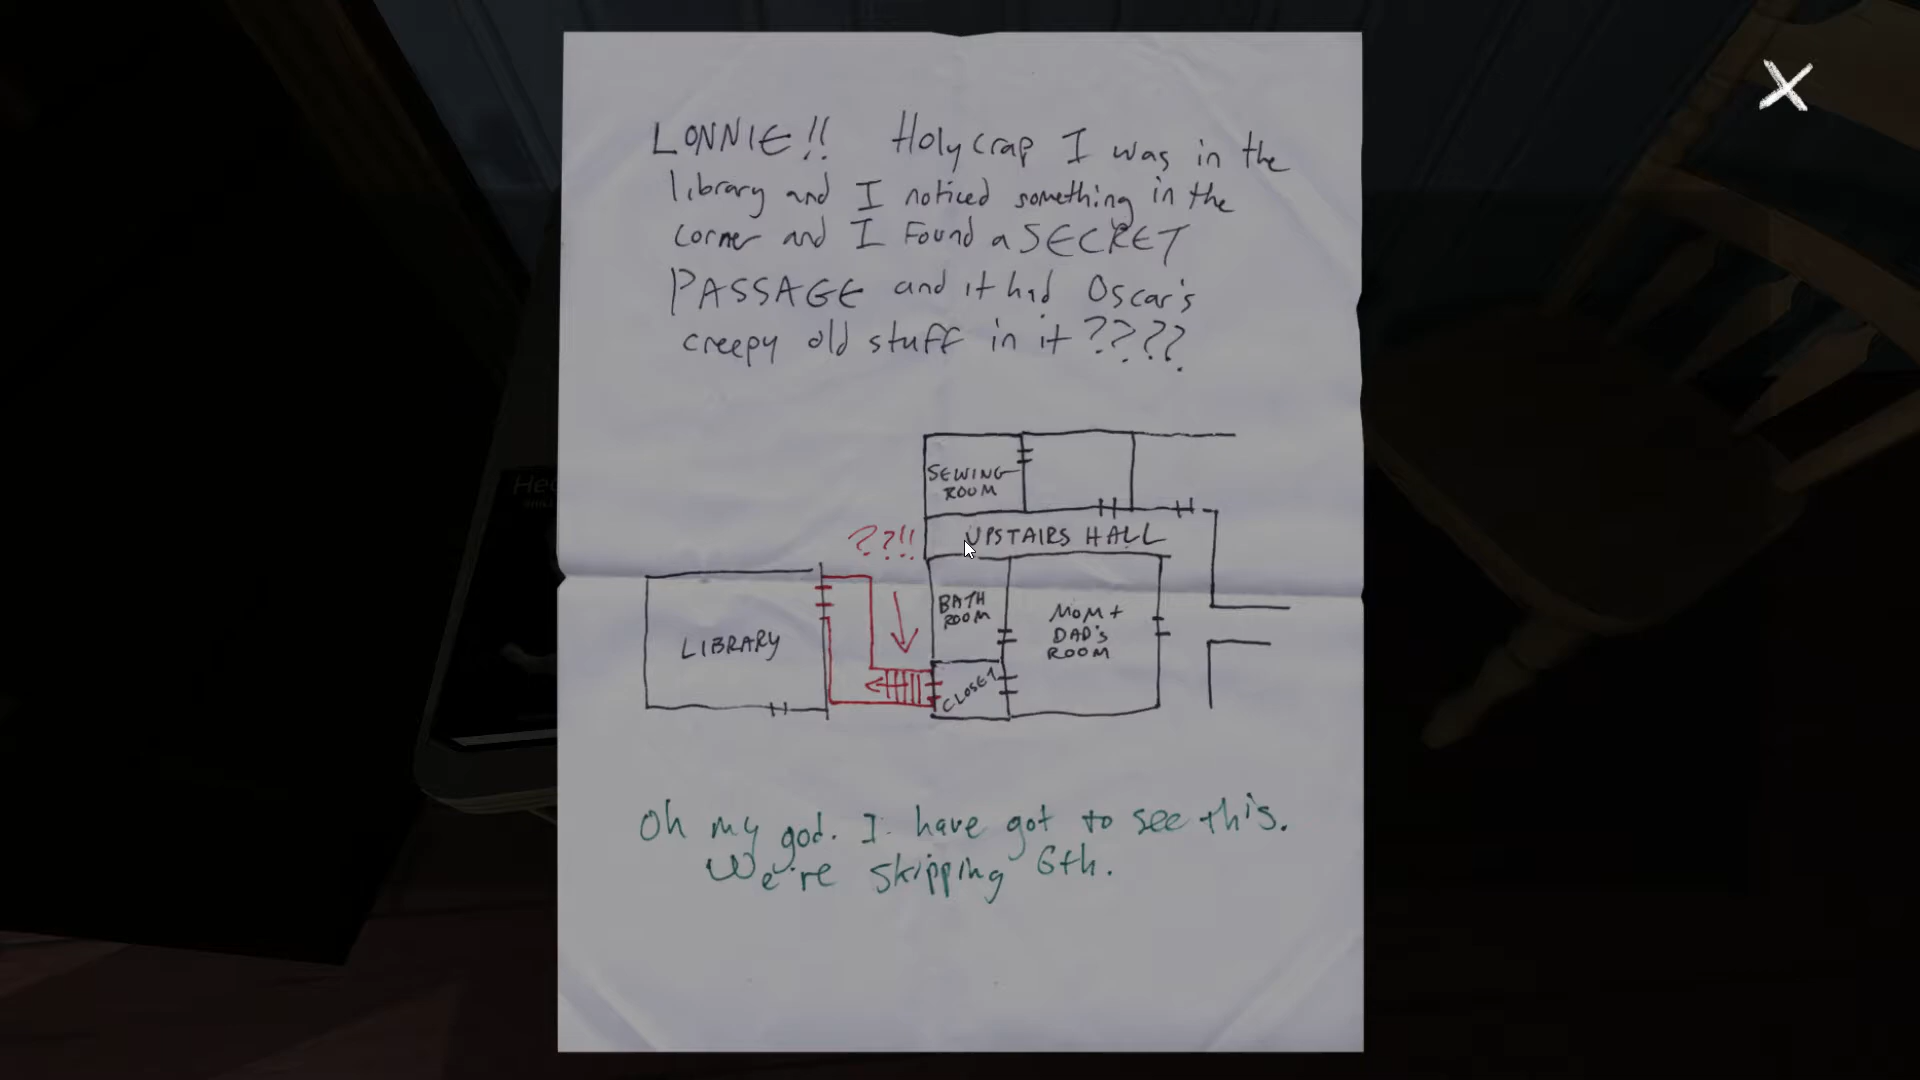 LONNIE!! Holy crap I was in the
library and I noticed something in the
corner and I Found a SECRET
PASSAGE and it had Oscar's
creepy old stuff in it ????
SEWING
ROOM
??!!
UPSTAIRS HALL
LIBRARY
BATH
ROOM
MOM +
DAD'S
ROOM
CLOSET
Oh my god. I have got to see this.
We're skipping 6th.